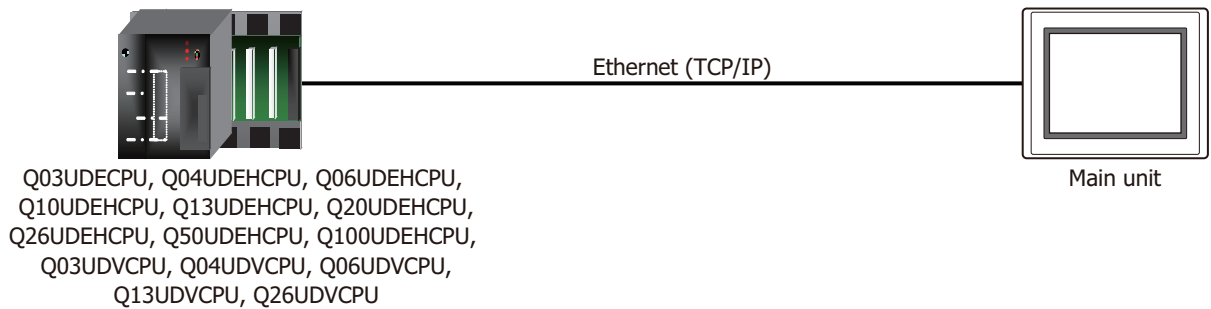 Ethernet (TCP/IP)
Q03UDECPU, Q04UDEHCPU, Q06UDEHCPU,
Q10UDEHCPU, Q13UDEHCPU, Q20UDEHCPU,
Q26UDEHCPU, Q50UDEHCPU, Q100UDEHCPU,
Q03UDVCPU, Q04UDVCPU, Q06UDVCPU,
Q13UDVCPU, Q26UDVCPU
Main unit